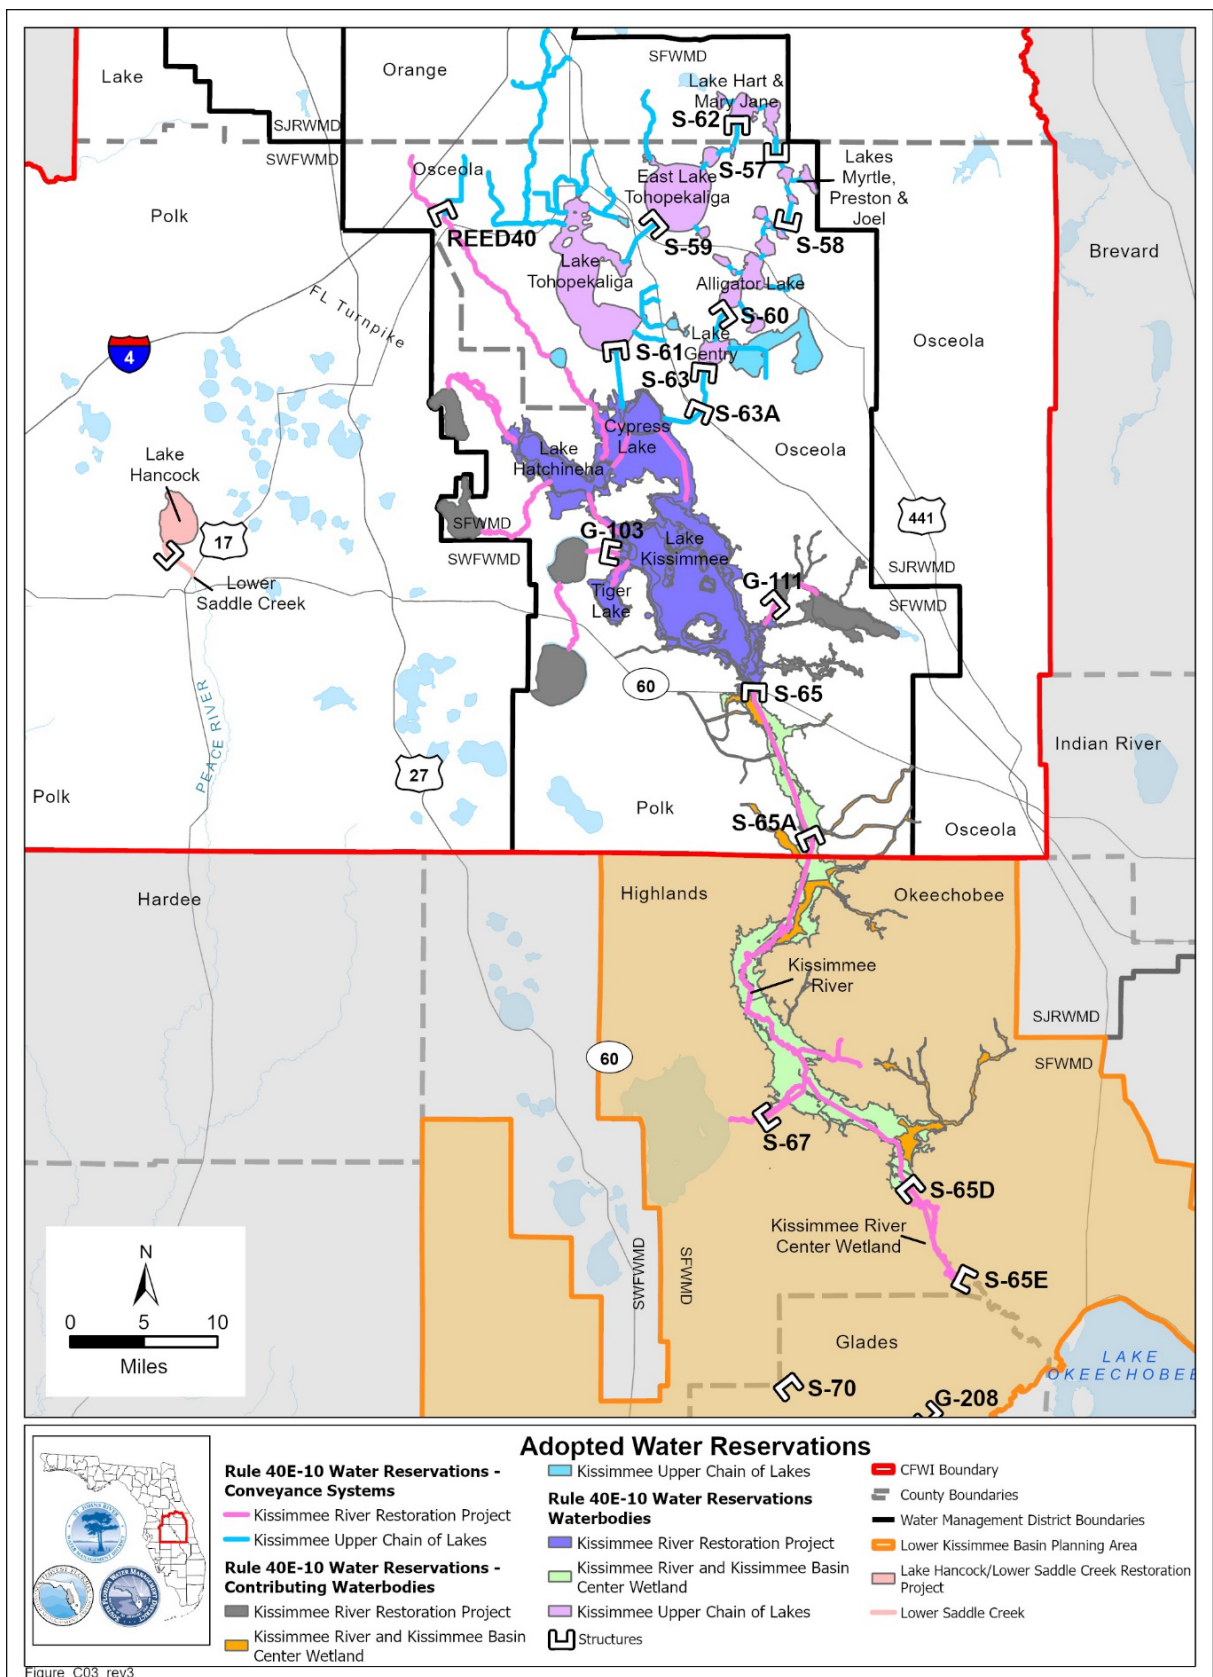 SFWMD
Lake
Orange
Lake Hart &
Mary Jane
S-62
SJRWMD
SWFWMD
S-57
Lakes
Myrtle,
Preston &
Joel
Osceola
East Lake
Tohopekaliga
Polk
REED40
S-59
S-58
Brevard
Lake
Tohopekaliga
Alligator Lake
FL Turnpike
S-60
4
Lake
Gentry
Osceola
S-61
S-63
S-63A
Cypress
Lake
Lake
Hatchineha
Osceola
Lake
Hancock
441
SFWMD
17
G-103
Lake
Kissimmee
SWFWMD
SJRWMD
Lower
Saddle Creek
Tiger
Lake
G-111
SFWMD
60
S-65
PEACE RIVER
Indian River
27
Polk
Polk
S-65A
Osceola
Hardee
Highlands
Okeechobee
Kissimmee
River
SJRWMD
60
SFWMD
S-67
S-65D
Kissimmee River
Center Wetland
SWFWMD
SFWMD
N
S-65E
0 5 10
Miles
Glades
LAKE
OKEECHOBEE
S-70
G-208
Adopted Water Reservations
Rule 40E-10 Water Reservations -
Conveyance Systems
Kissimmee River Restoration Project
Kissimmee Upper Chain of Lakes
Rule 40E-10 Water Reservations -
Contributing Waterbodies
Kissimmee River Restoration Project
Kissimmee River and Kissimmee Basin
Center Wetland
Kissimmee Upper Chain of Lakes
Rule 40E-10 Water Reservations
Waterbodies
Kissimmee River Restoration Project
Kissimmee River and Kissimmee Basin
Center Wetland
Kissimmee Upper Chain of Lakes
Structures
CFWI Boundary
County Boundaries
Water Management District Boundaries
Lower Kissimmee Basin Planning Area
Lake Hancock/Lower Saddle Creek Restoration
Project
Lower Saddle Creek
Figure_C03_rev3